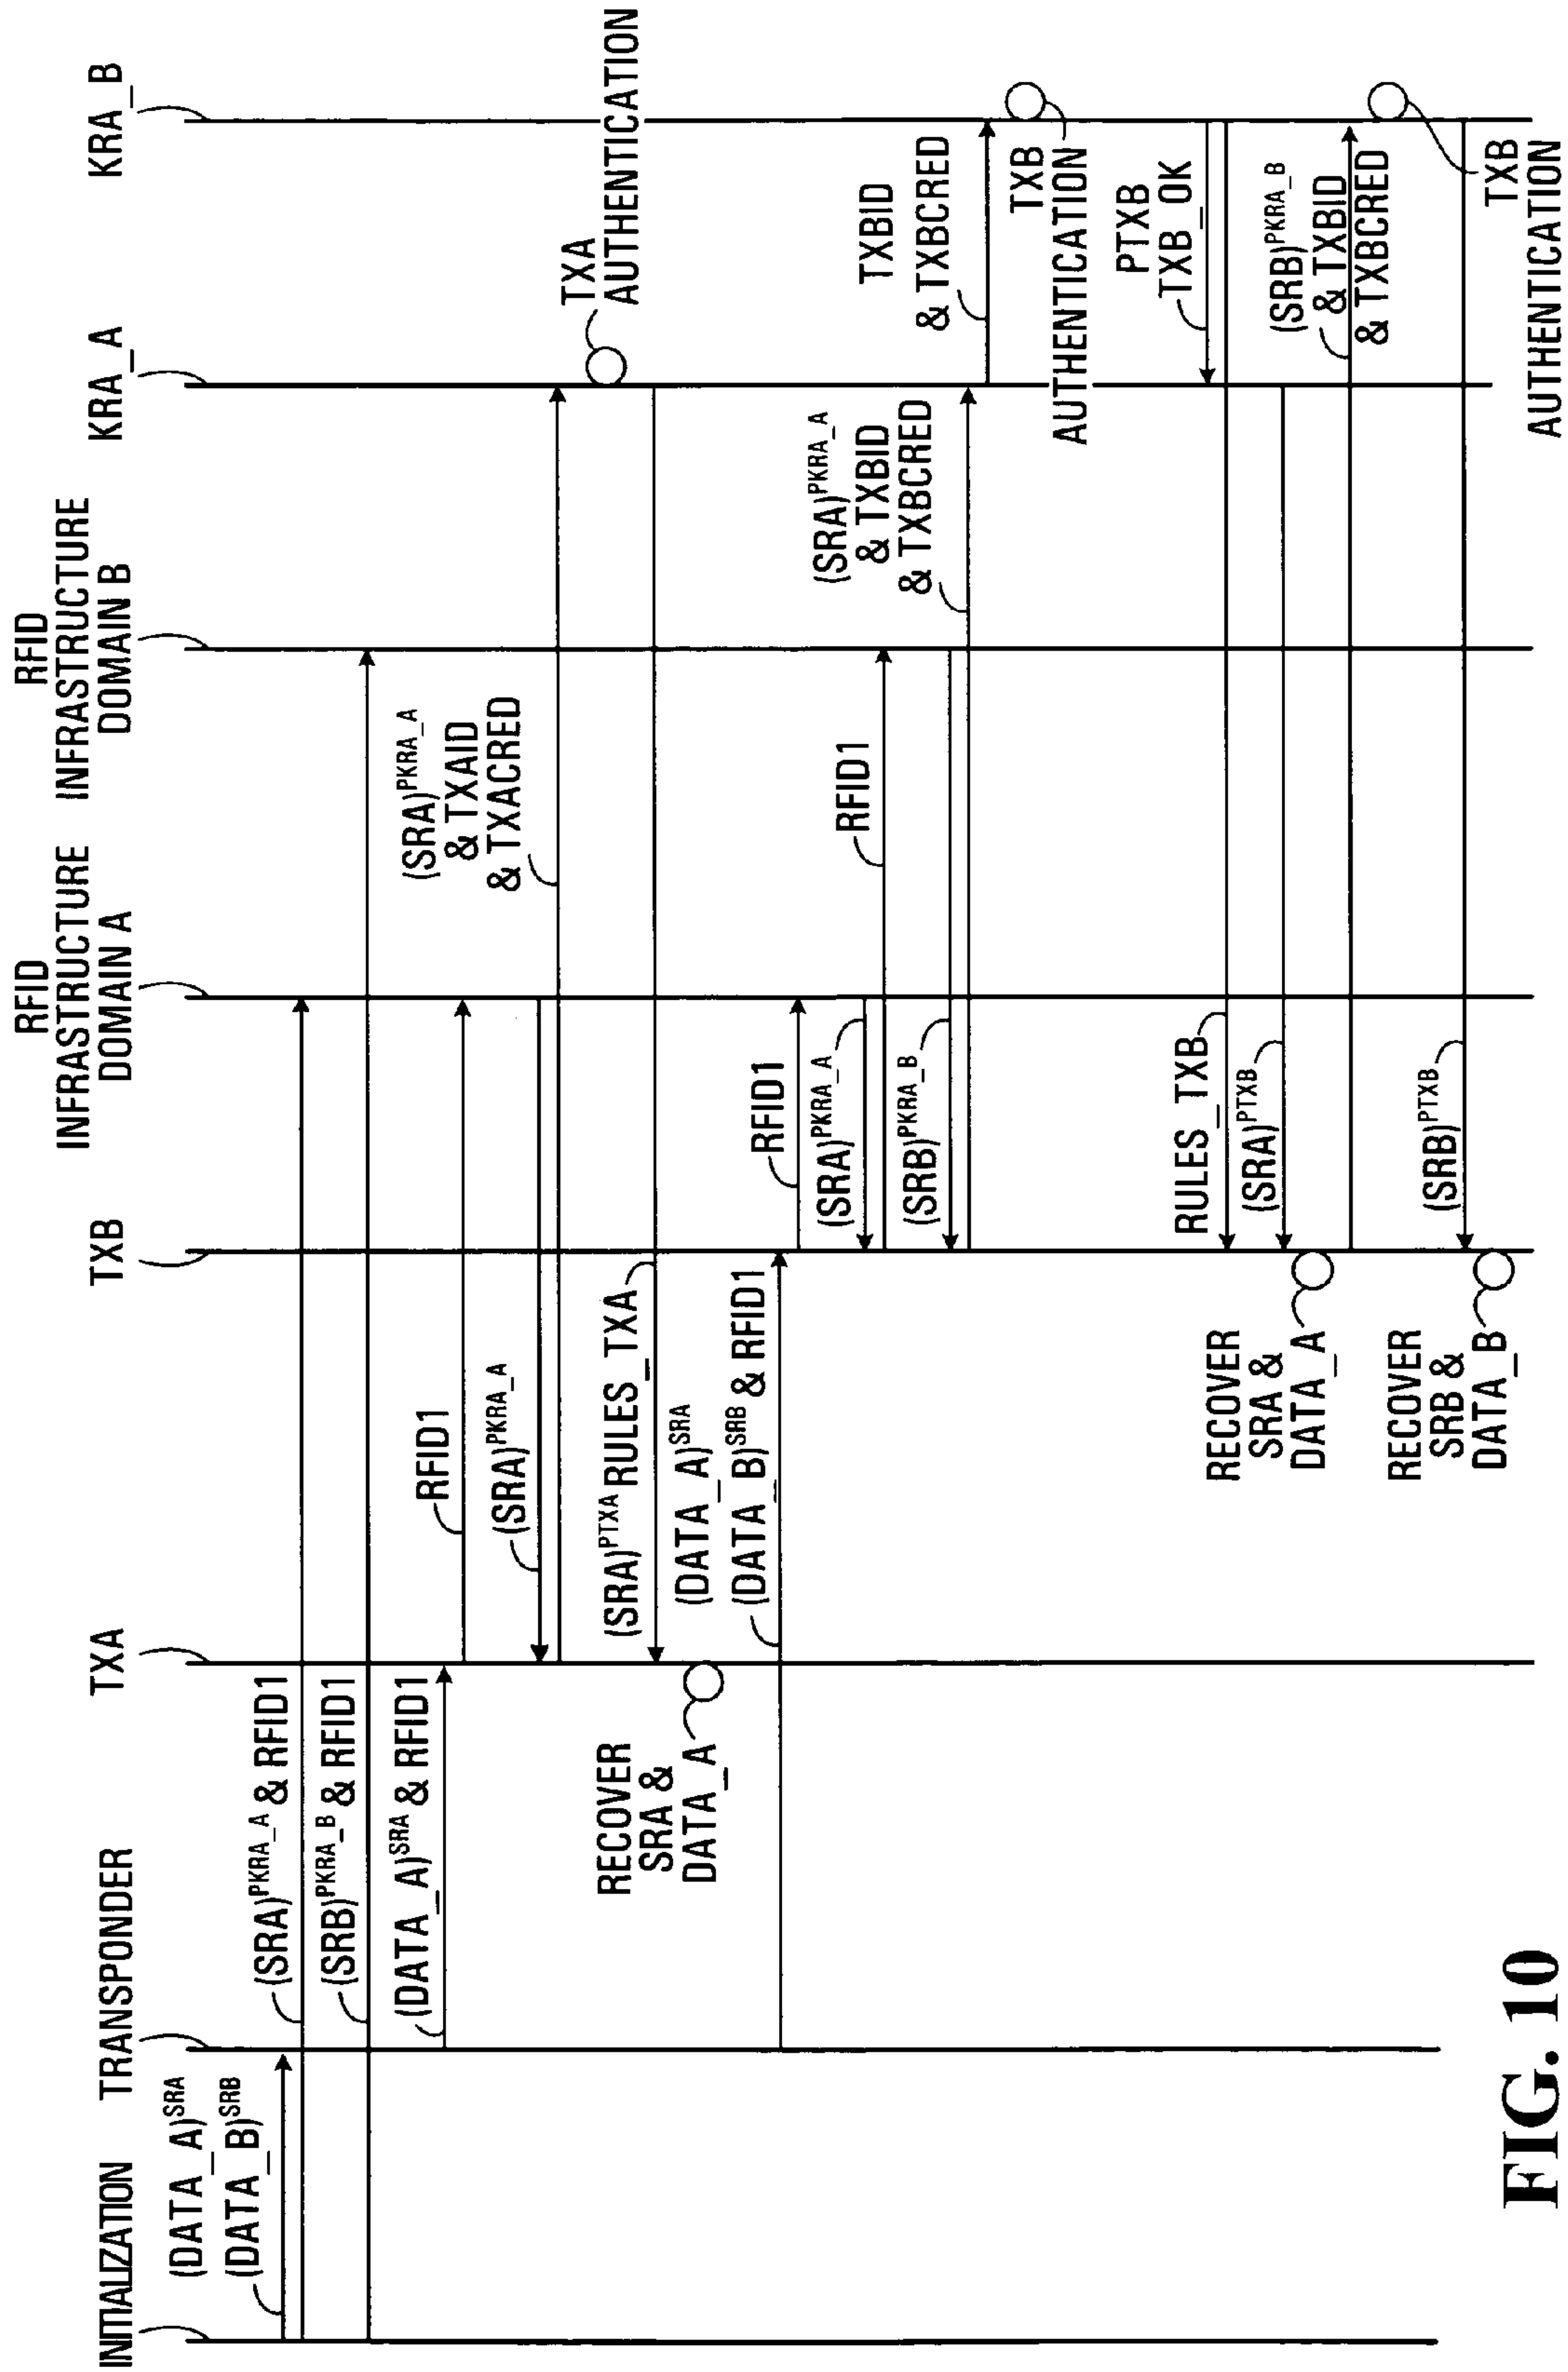 INITIALIZATION
TRANSPONDER
TXA
TXB
RFID
INFRASTRUCTURE
DOMAIN A
RFID
INFRASTRUCTURE
DOMAIN B
KRA_A
KRA_B
(DATA_A)^SRA
(DATA_B)^SRB
(SRA)^PKRA_A & RFID1
(SRB)^PKRA_B & RFID1
(DATA_A)^SRA & RFID1
RFID1
(SRA)^PKRA_A
(SRA)^PKRA_A
& TXAID
& TXACRED
TXA
AUTHENTICATION
(SRA)^PTXA RULES_TXA
RECOVER
SRA &
DATA_A
(DATA_A)^SRA
(DATA_B)^SRB & RFID1
RFID1
(SRA)^PKRA_A
RFID1
(SRB)^PKRA_B
(SRA)^PKRA_A
& TXBID
& TXBCRED
TXBID
& TXBCRED
TXB
AUTHENTICATION
PTXB
TXB_OK
RULES_TXB
(SRA)^PTXB
RECOVER
SRA &
DATA_A
(SRB)^PKRA_B
& TXBID
& TXBCRED
TXB
AUTHENTICATION
(SRB)^PTXB
RECOVER
SRB &
DATA_B
FIG. 10